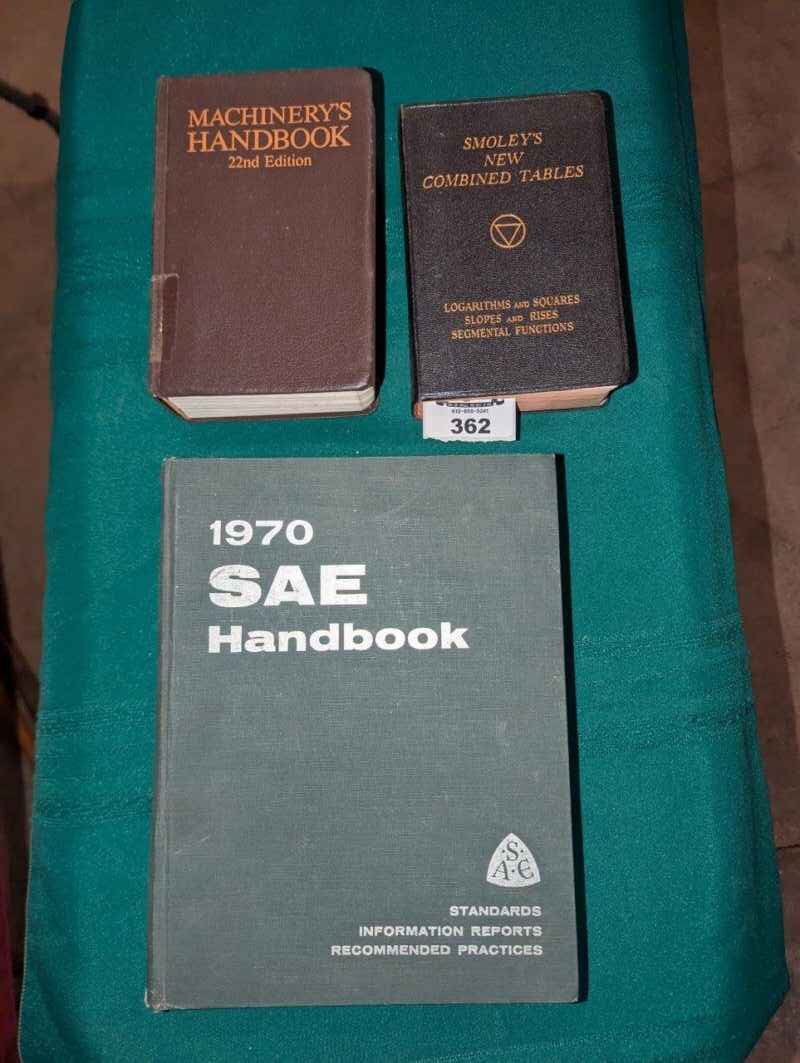 MACHINERY'S
HANDBOOK
22nd Edition
SMOLEY'S
NEW
COMBINED TABLES
LOGARITHMS AND SQUARES
SLOPES AND RISES
SEGMENTAL FUNCTIONS
362
1970
SAE
Handbook
·S·
A·E
STANDARDS
INFORMATION REPORTS
RECOMMENDED PRACTICES